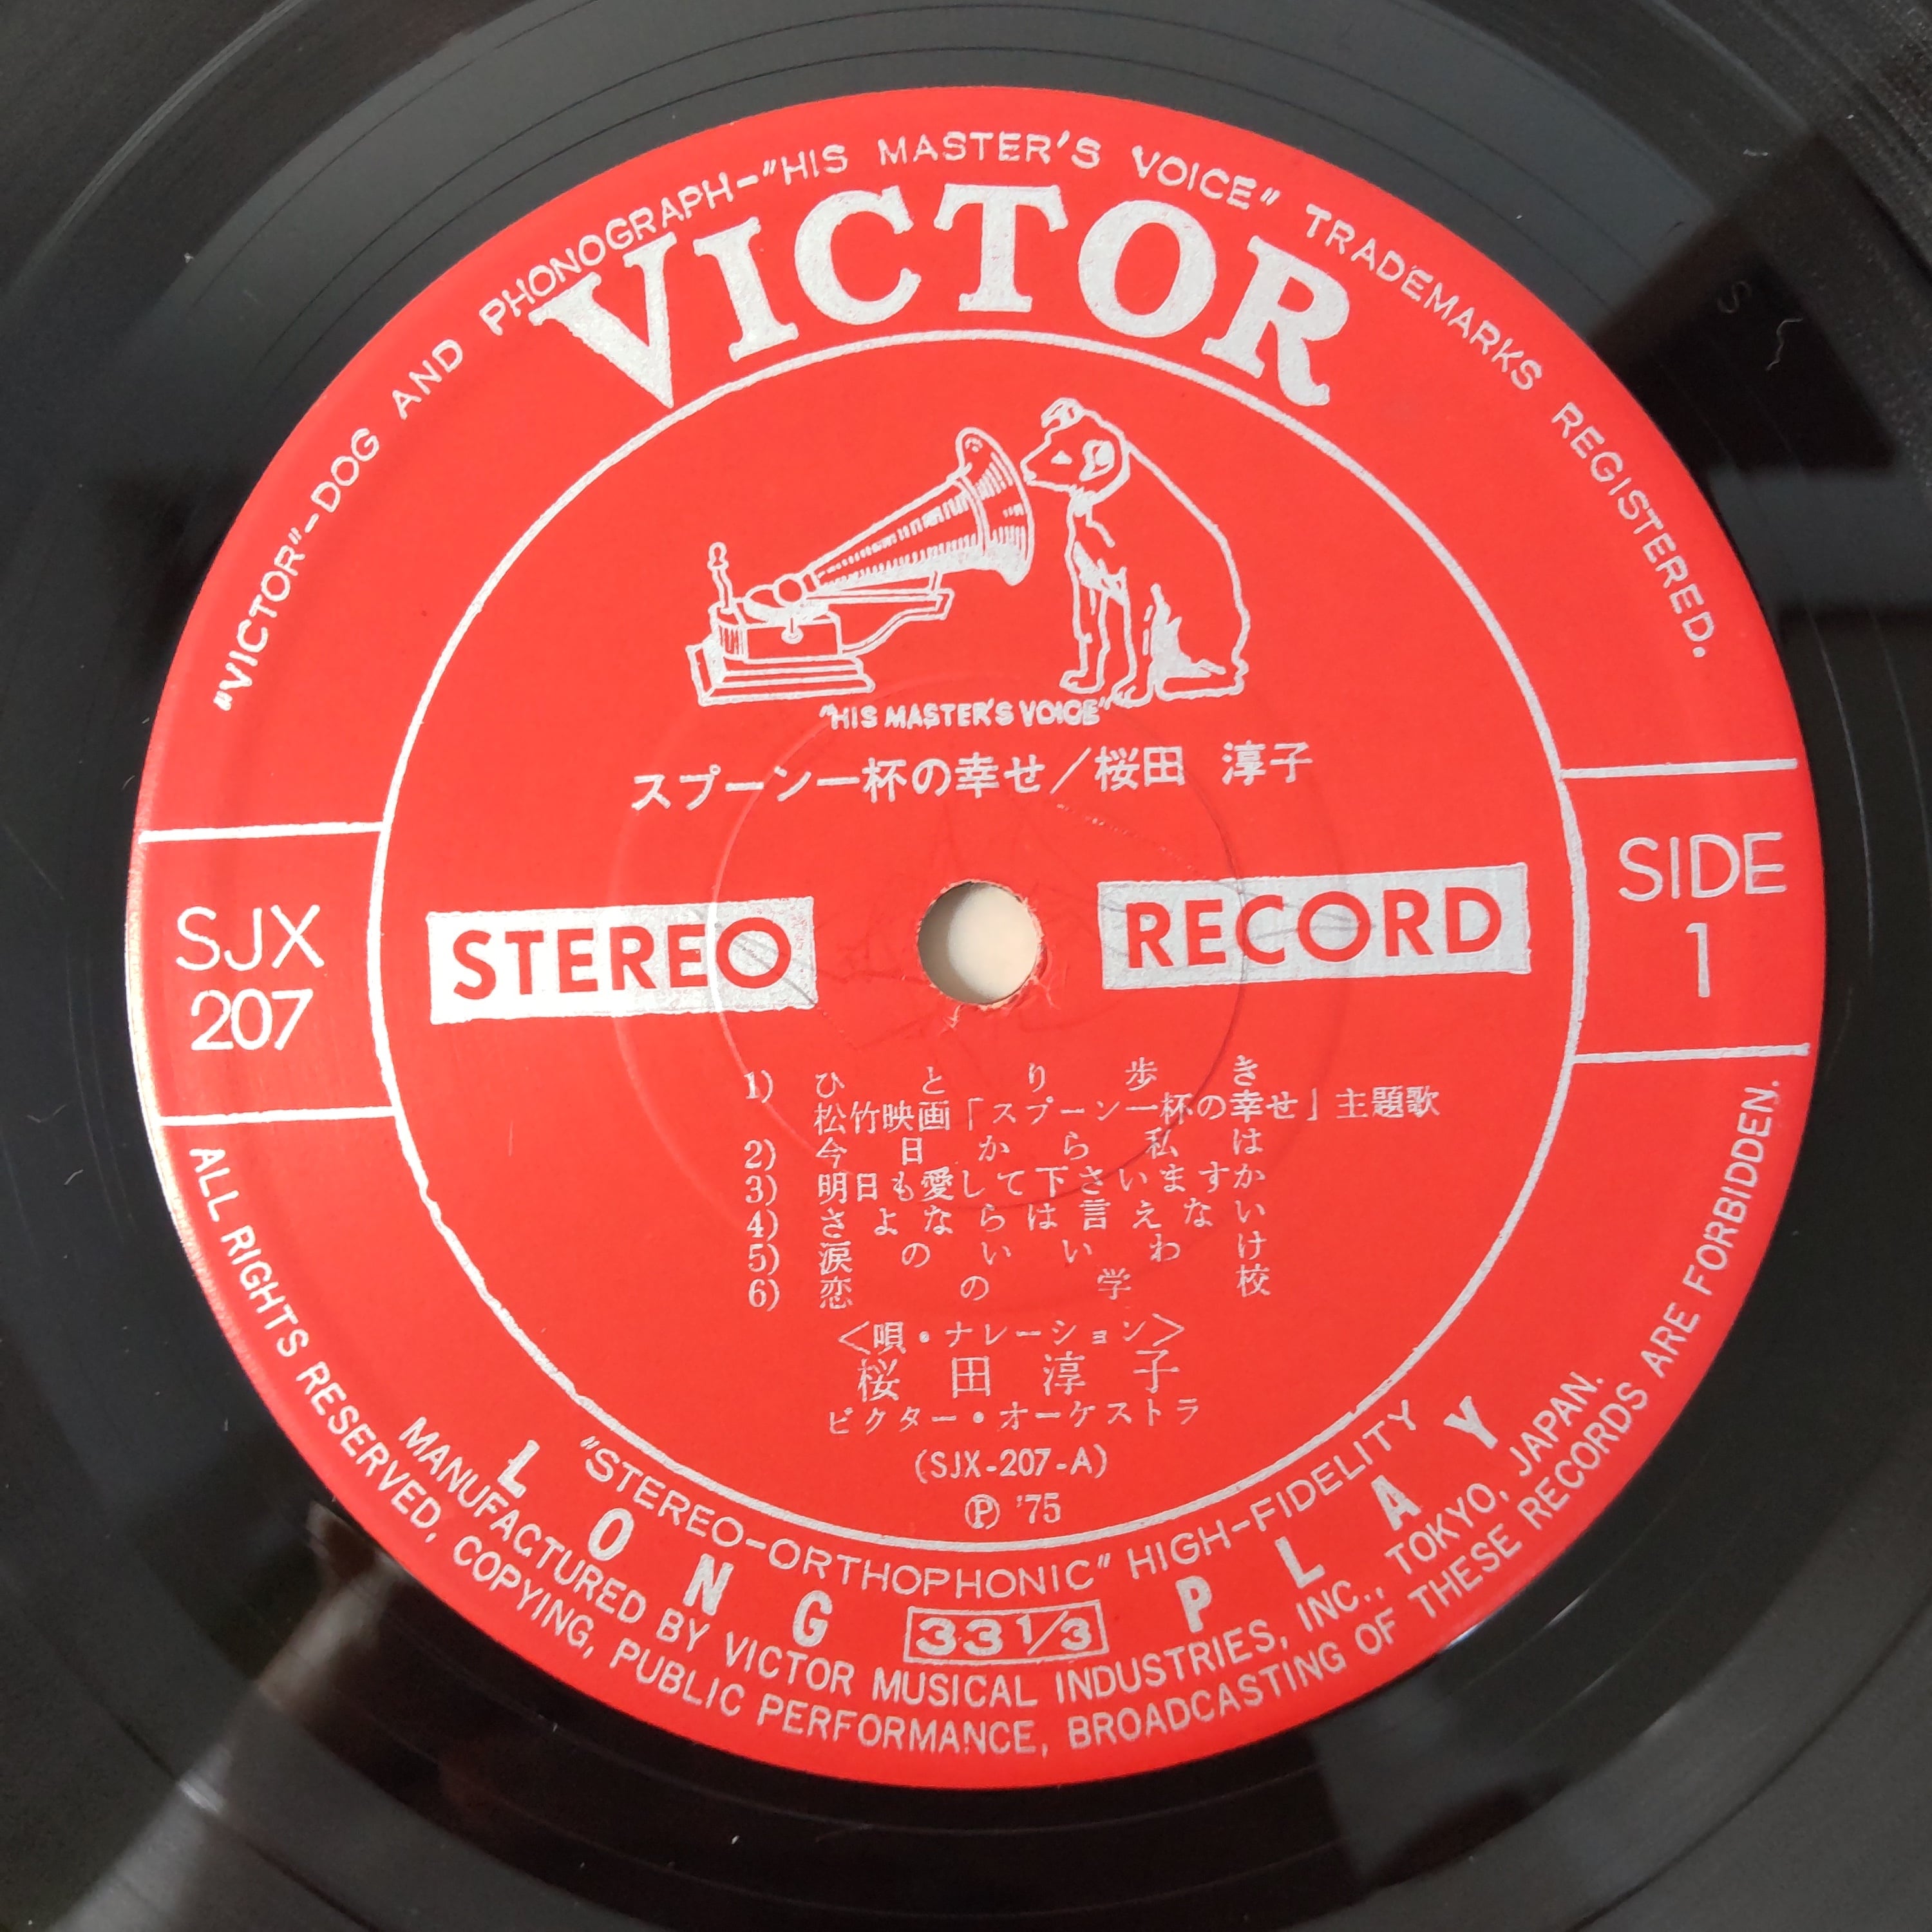 "VICTOR"-DOG AND PHONOGRAPH-"HIS MASTER'S VOICE" TRADEMARKS REGISTERED.
VICTOR
"HIS MASTER'S VOICE"
スプーン一杯の幸せ／桜田 淳子
SJX
207
STEREO
RECORD
SIDE
1
1) ひとり歩き
松竹映画「スプーン一杯の幸せ」主題歌
2) 今日から私は
3) 明日も愛して下さいますか
4) さよならは言えない
5) 涙のいいわけ
6) 恋の学校
＜唄・ナレーション＞
桜田淳子
ビクター・オーケストラ
(SJX-207-A)
Ⓟ '75
"STEREO-ORTHOPHONIC" HIGH-FIDELITY
LONG 33 1/3 PLAY
MANUFACTURED BY VICTOR MUSICAL INDUSTRIES, INC., TOKYO, JAPAN.
ALL RIGHTS RESERVED, COPYING, PUBLIC PERFORMANCE, BROADCASTING OF THESE RECORDS ARE FORBIDDEN.